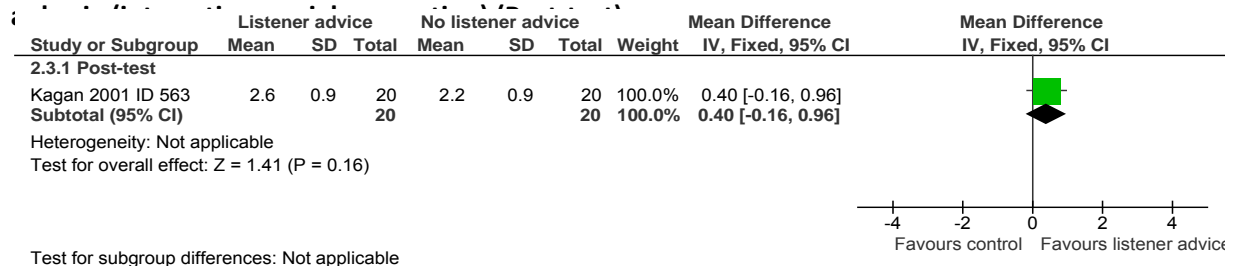 Listener advice No listener advice Mean Difference Mean Difference
Study or Subgroup Mean SD Total Mean SD Total Weight IV, Fixed, 95% CI IV, Fixed, 95% CI
2.3.1 Post-test
Kagan 2001 ID 563 2.6 0.9 20 2.2 0.9 20 100.0% 0.40 [-0.16, 0.96]
Subtotal (95% CI) 20 20 100.0% 0.40 [-0.16, 0.96]
Heterogeneity: Not applicable
Test for overall effect: Z = 1.41 (P = 0.16)
-4 -2 0 2 4
Favours control Favours listener advice
Test for subgroup differences: Not applicable